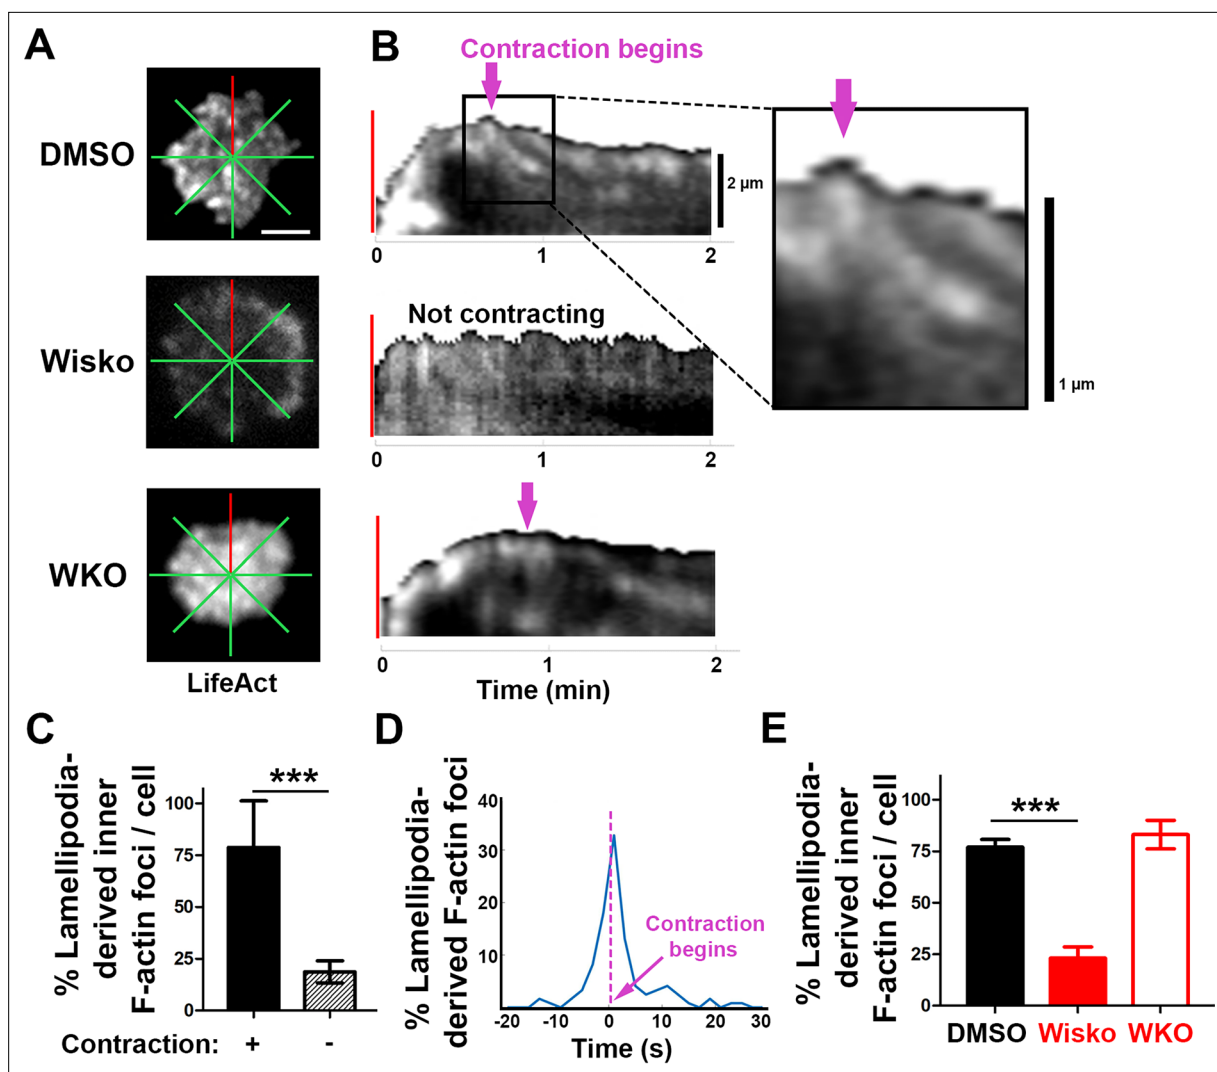 A
B
Contraction begins
DMSO
2 µm
0 1 2
1 µm
Wisko
Not contracting
0 1 2
WKO
LifeAct
0 1 2
Time (min)
C
% Lamellipodia-
derived inner
F-actin foci / cell
100
75
50
25
0
***
Contraction: + -
D
% Lamellipodia-
derived F-actin foci
40
30
20
10
-20 -10 0 10 20 30
Time (s)
Contraction
begins
E
% Lamellipodia-
derived inner
F-actin foci / cell
100
75
50
25
0
***
DMSO Wisko WKO